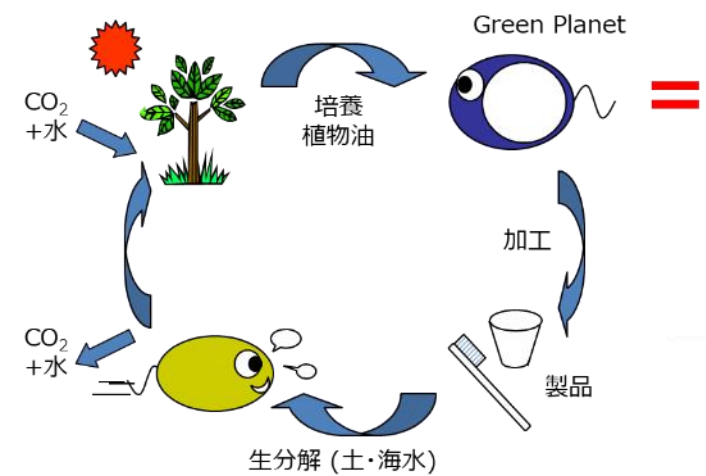 Green Planet
CO₂
+水
培養
植物油
加工
CO₂
+水
製品
生分解 (土・海水)